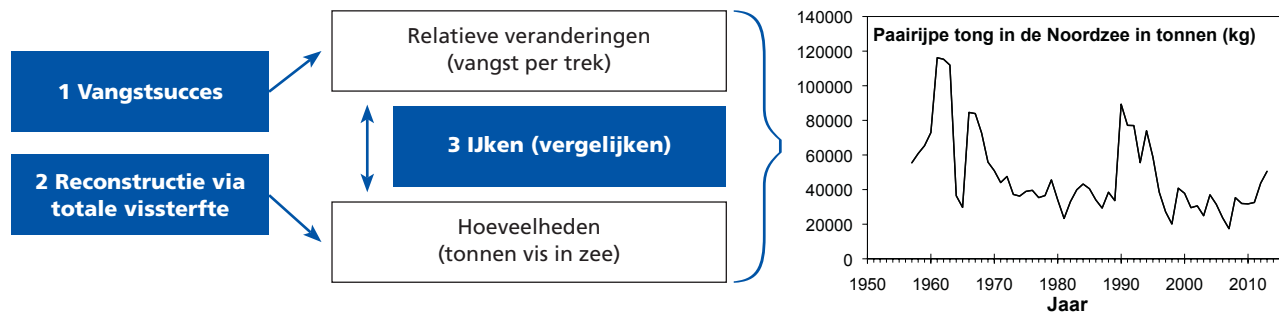 1 Vangstsucces
2 Reconstructie via
totale vissterfte
Relatieve veranderingen
(vangst per trek)
3 IJken (vergelijken)
Hoeveelheden
(tonnen vis in zee)
Paairijpe tong in de Noordzee in tonnen (kg)
140000
120000
100000
80000
60000
40000
20000
0
1950 1960 1970 1980 1990 2000 2010
Jaar